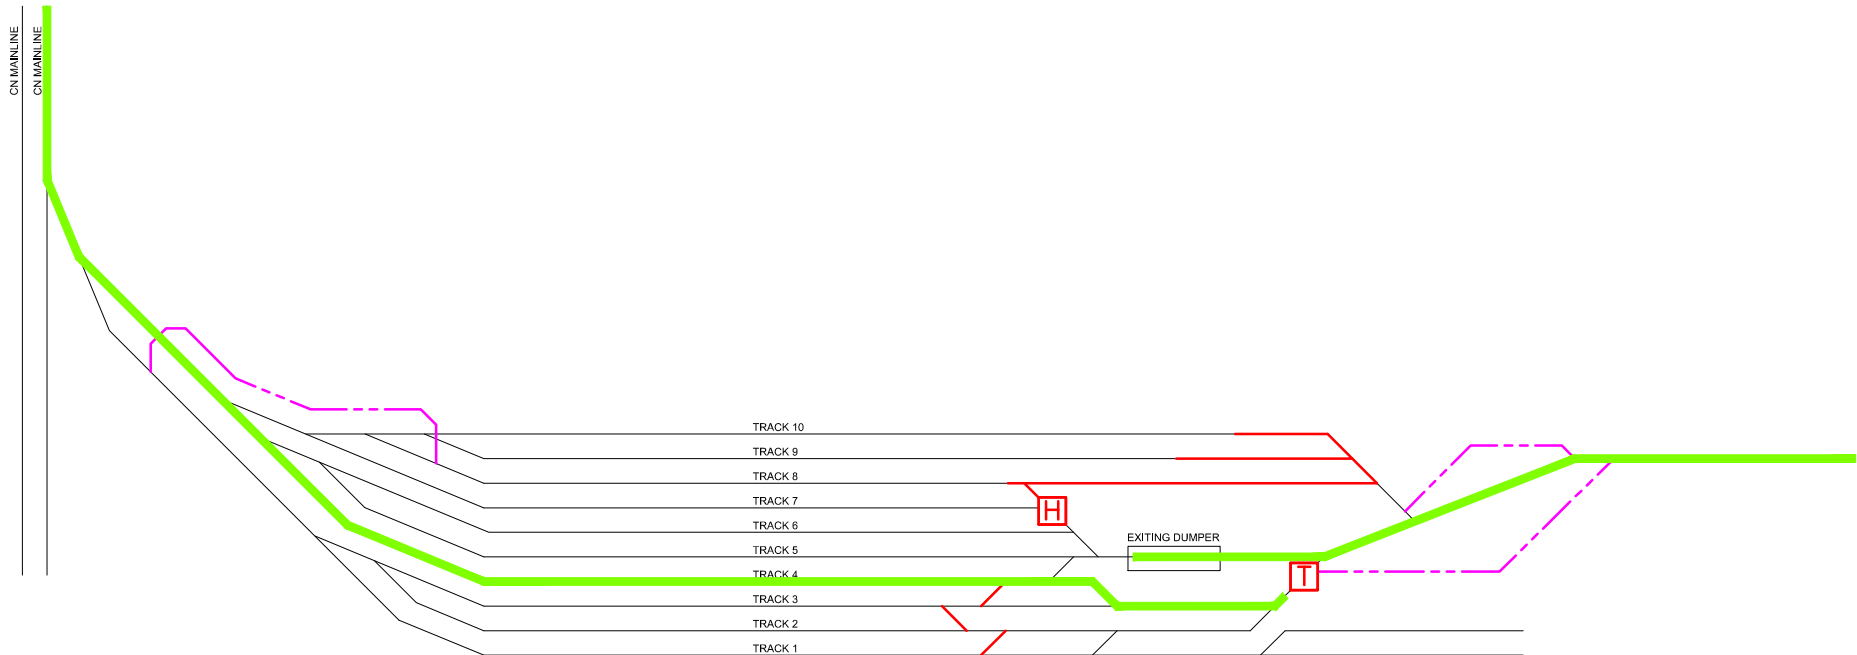 CN MAINLINE
CN MAINLINE
TRACK 10
TRACK 9
TRACK 8
TRACK 7
H
TRACK 6
EXITING DUMPER
TRACK 5
TRACK 4
T
TRACK 3
TRACK 2
TRACK 1